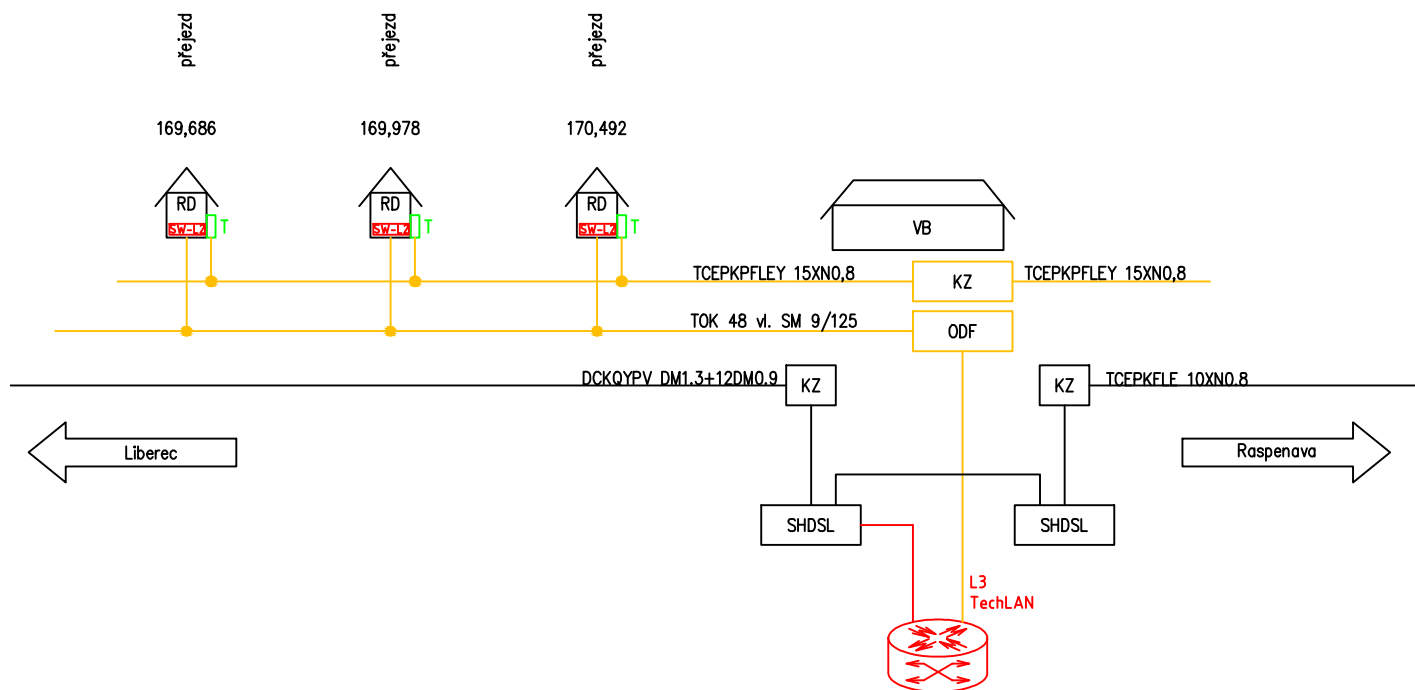 přejezd
přejezd
přejezd
169,686
169,978
170,492
RD
RD
RD
SW-L2
T
SW-L2
T
SW-L2
T
VB
TCEPKPFLEY 15XN0,8
KZ
TCEPKPFLEY 15XN0,8
TOK 48 vl. SM 9/125
ODF
DCKQYPV DM1.3+12DM0.9
KZ
KZ
TCEPKFLE 10XN0.8
Liberec
Raspenava
SHDSL
SHDSL
L3
TechLAN